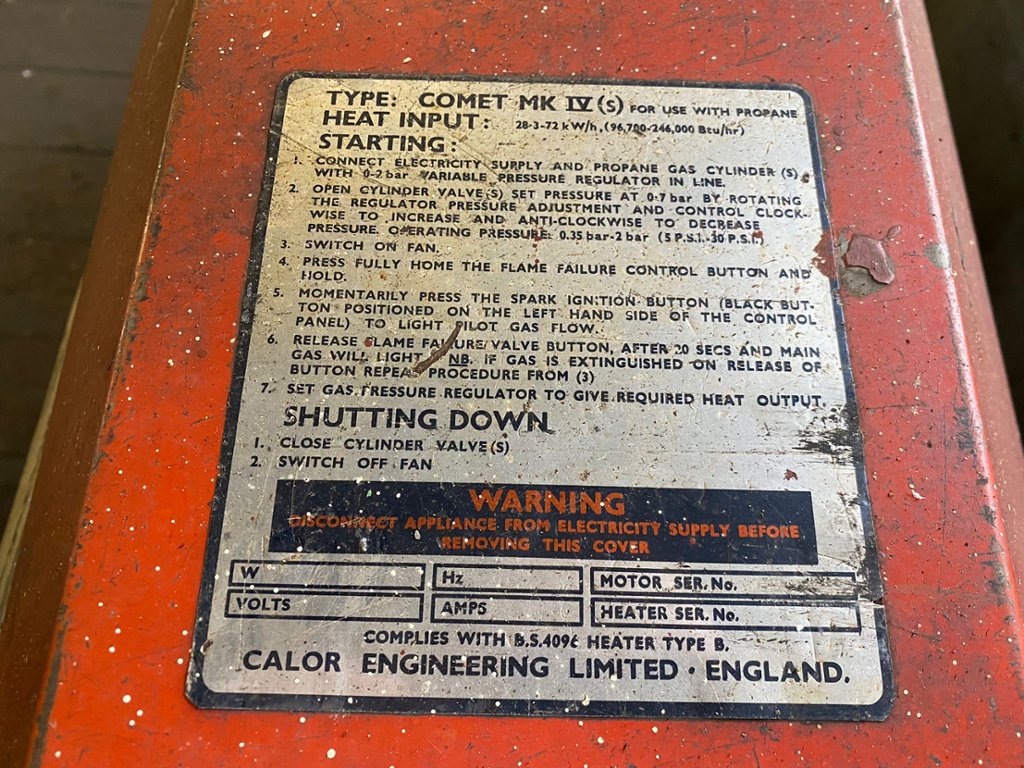 TYPE: COMET MK IV (S) FOR USE WITH PROPANE
HEAT INPUT: 28·3-72 kW/h, (96,700-246,000 Btu/hr)
STARTING:
1. CONNECT ELECTRICITY SUPPLY AND PROPANE GAS CYLINDER (S)
WITH 0-2 bar VARIABLE PRESSURE REGULATOR IN LINE.
2. OPEN CYLINDER VALVE(S) SET PRESSURE AT 0·7 bar BY ROTATING
THE REGULATOR PRESSURE ADJUSTMENT AND CONTROL CLOCK-
WISE TO INCREASE AND ANTI-CLOCKWISE TO DECREASE
PRESSURE. OPERATING PRESSURE: 0.35 bar-2 bar (5 P.S.I.-30 P.S.I.)
3. SWITCH ON FAN.
4. PRESS FULLY HOME THE FLAME FAILURE CONTROL BUTTON AND
HOLD.
5. MOMENTARILY PRESS THE SPARK IGNITION BUTTON (BLACK BUT-
TON POSITIONED ON THE LEFT HAND SIDE OF THE CONTROL
PANEL) TO LIGHT PILOT GAS FLOW.
6. RELEASE FLAME FAILURE VALVE BUTTON, AFTER 20 SECS AND MAIN
GAS WILL LIGHT. NB. IF GAS IS EXTINGUISHED ON RELEASE OF
BUTTON REPEAT PROCEDURE FROM (3)
7. SET GAS PRESSURE REGULATOR TO GIVE REQUIRED HEAT OUTPUT.
SHUTTING DOWN
1. CLOSE CYLINDER VALVE(S)
2. SWITCH OFF FAN
WARNING
DISCONNECT APPLIANCE FROM ELECTRICITY SUPPLY BEFORE
REMOVING THIS COVER
W Hz MOTOR SER. No.
VOLTS AMPS HEATER SER. No.
COMPLIES WITH B.S.4096 HEATER TYPE B.
CALOR ENGINEERING LIMITED · ENGLAND.